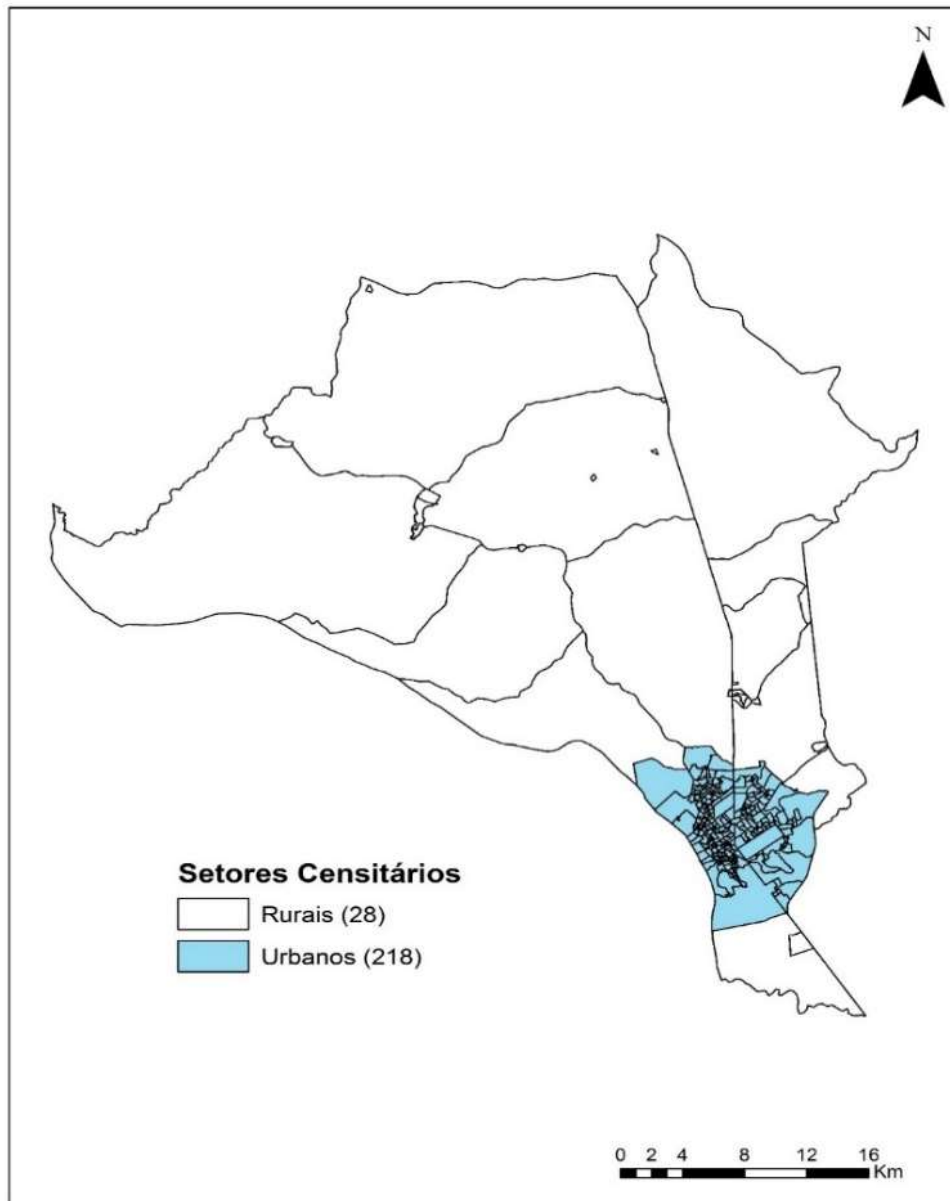 N
Setores Censitários
Rurais (28)
Urbanos (218)
0 2 4 8 12 16
Km